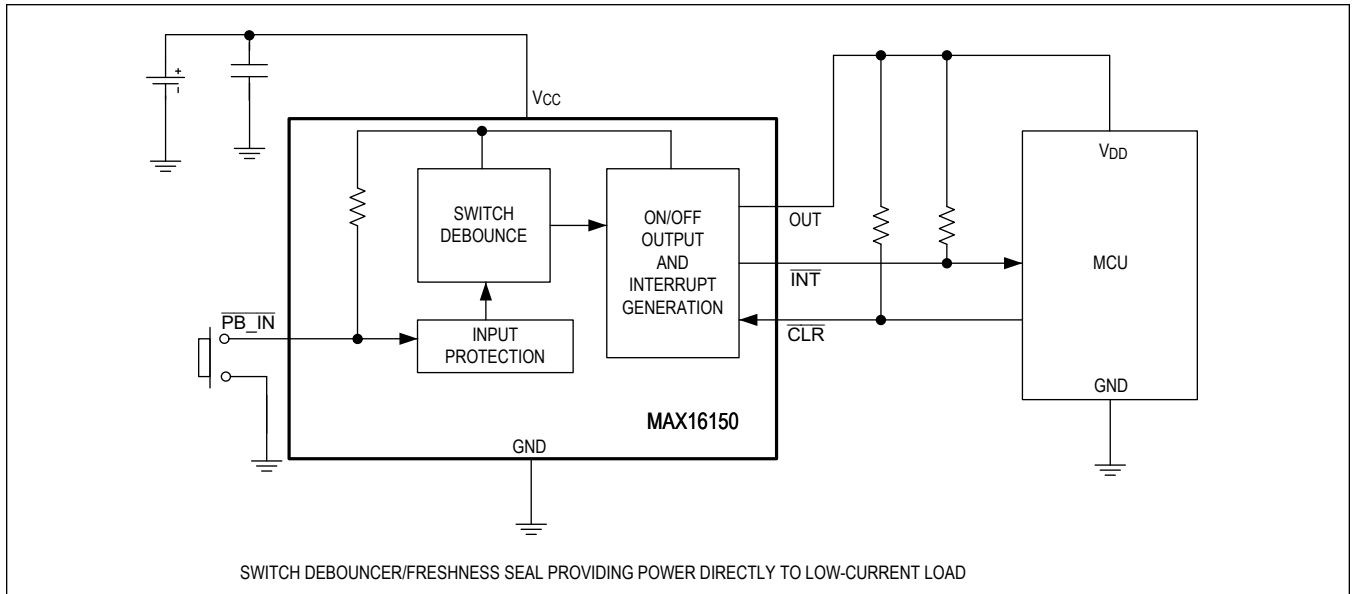 +
-
VCC
SWITCH
DEBOUNCE
ON/OFF
OUTPUT
AND
INTERRUPT
GENERATION
OUT
INT
CLR
VDD
MCU
GND
PB_IN
INPUT
PROTECTION
MAX16150
GND
SWITCH DEBOUNCER/FRESHNESS SEAL PROVIDING POWER DIRECTLY TO LOW-CURRENT LOAD